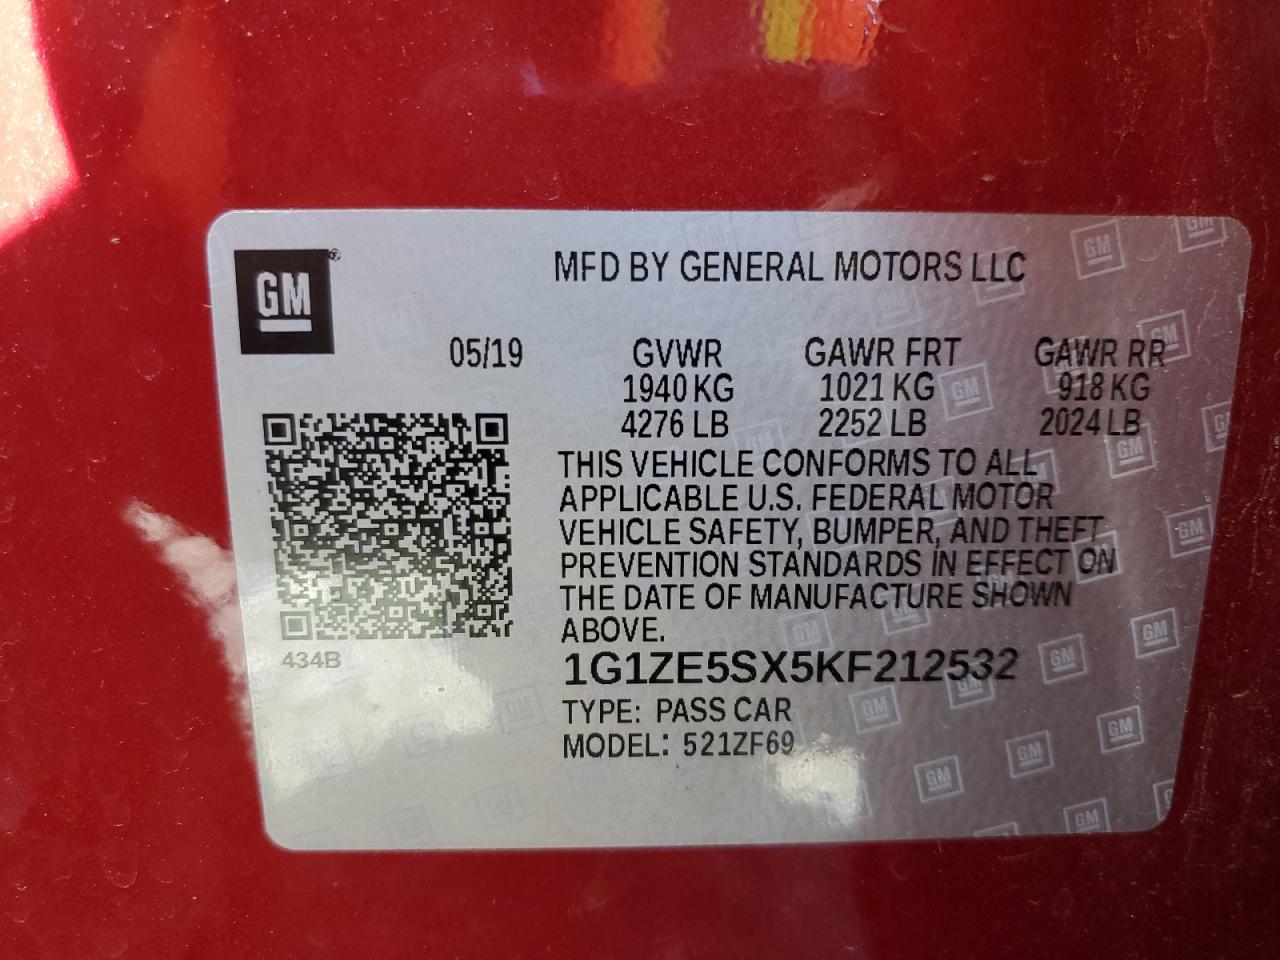 GM
MFD BY GENERAL MOTORS LLC
05/19 GVWR GAWR FRT GAWR RR
1940 KG 1021 KG 918 KG
4276 LB 2252 LB 2024 LB
THIS VEHICLE CONFORMS TO ALL
APPLICABLE U.S. FEDERAL MOTOR
VEHICLE SAFETY, BUMPER, AND THEFT
PREVENTION STANDARDS IN EFFECT ON
THE DATE OF MANUFACTURE SHOWN
ABOVE.
434B
1G1ZE5SX5KF212532
TYPE: PASS CAR
MODEL: 521ZF69